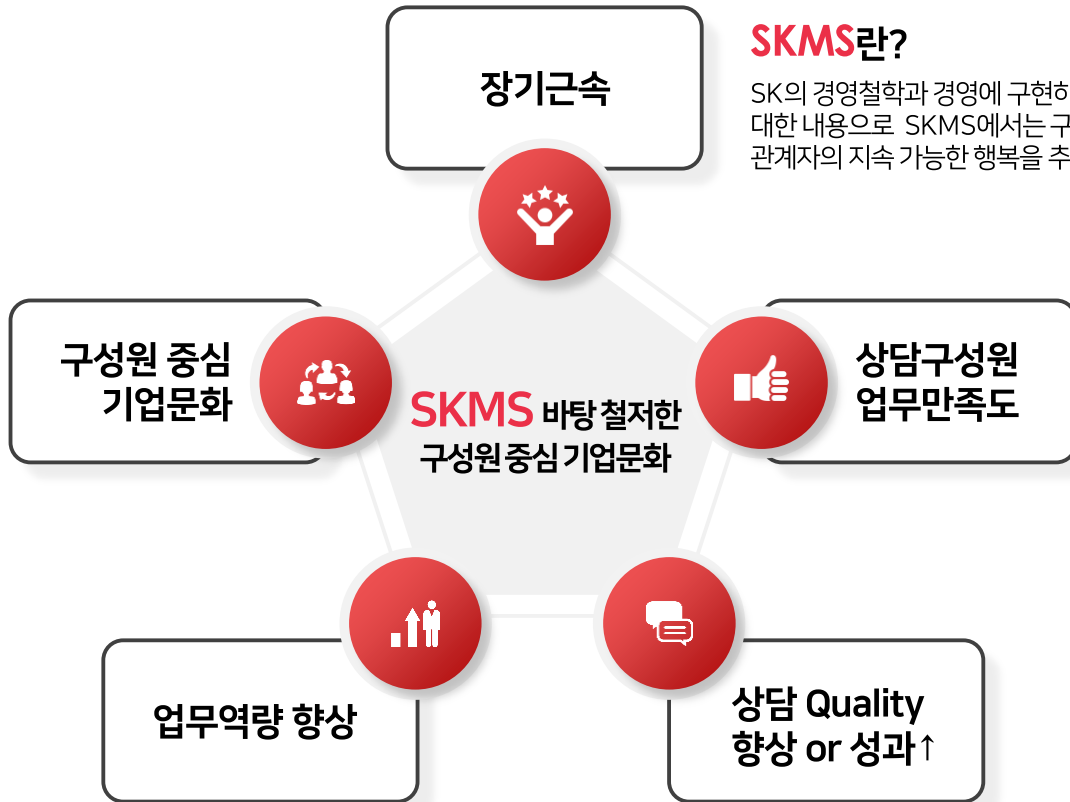 장기근속
SKMS란?
SK의 경영철학과 경영에 구현하
대한 내용으로 SKMS에서는 구
관계자의 지속 가능한 행복을 추
구성원 중심
기업문화
SKMS 바탕 철저한
구성원 중심 기업문화
상담구성원
업무만족도
업무역량 향상
상담 Quality
향상 or 성과↑